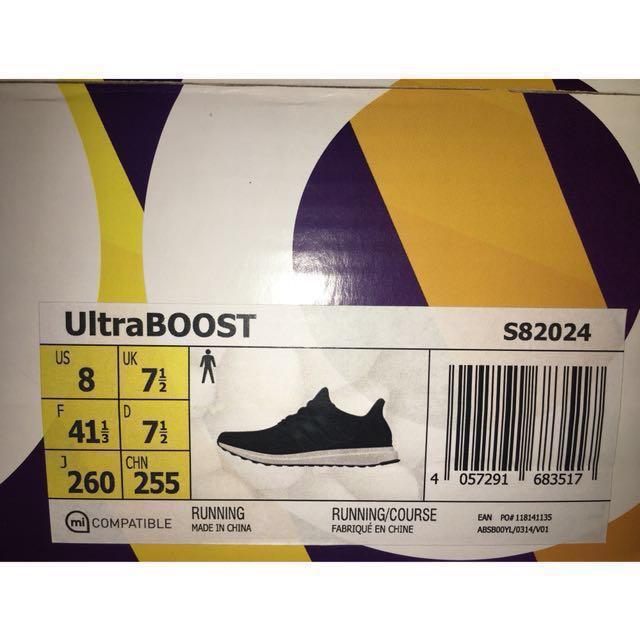 UltraBOOST S82024
US 8 UK 7½
F 41⅓ D 7½
J 260 CHN 255
mi COMPATIBLE
RUNNING
MADE IN CHINA
RUNNING/COURSE
FABRIQUÉ EN CHINE
4 057291 683517
EAN PO# 118141135
ABSB00YL/0314/V01